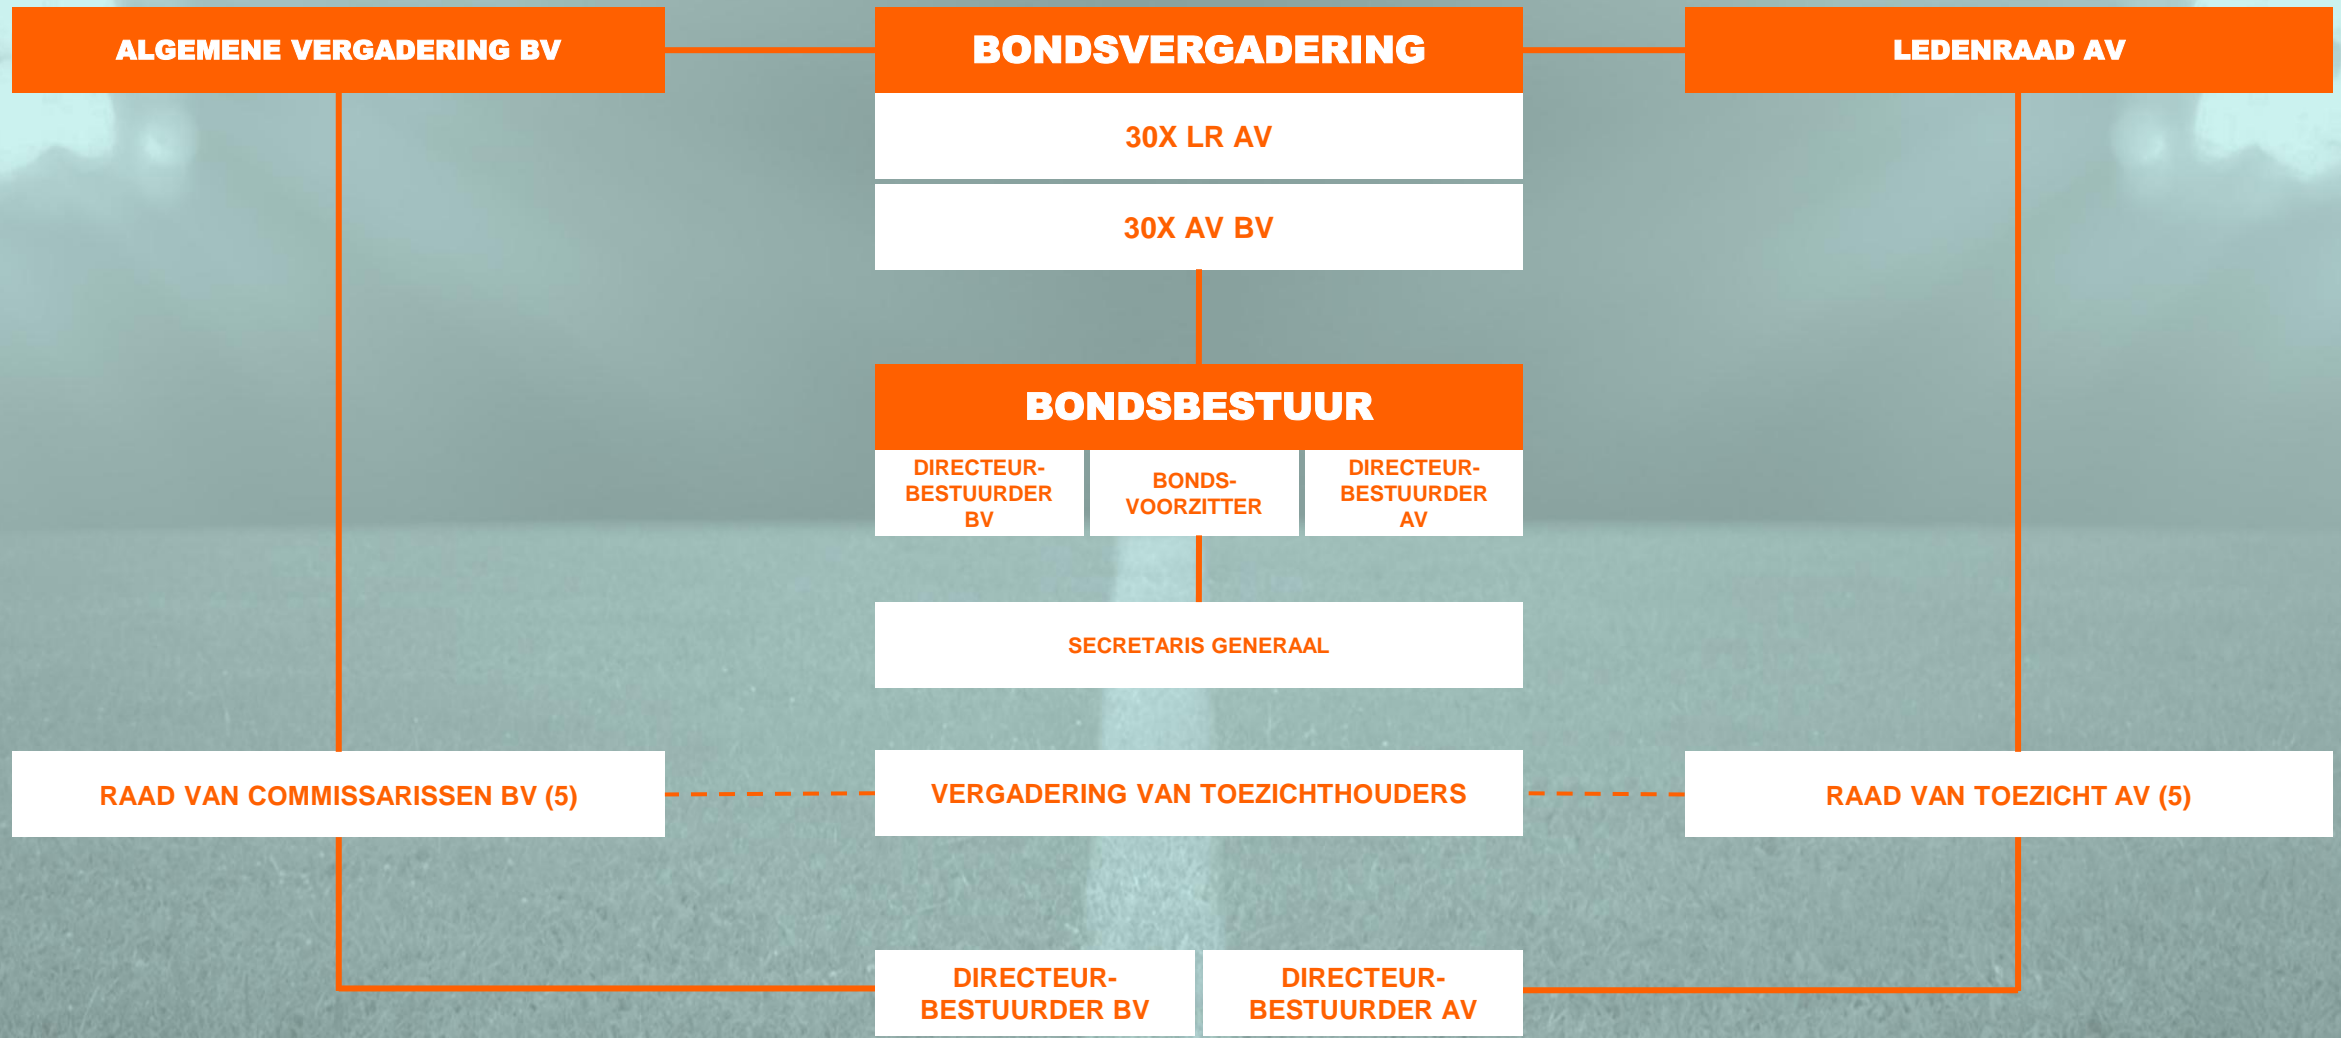 ALGEMENE VERGADERING BV
BONDSVERGADERING
LEDENRAAD AV
30X LR AV
30X AV BV
BONDSBESTUUR
DIRECTEUR-
BESTUURDER
BV
BONDS-
VOORZITTER
DIRECTEUR-
BESTUURDER
AV
SECRETARIS GENERAAL
RAAD VAN COMMISSARISSEN BV (5)
VERGADERING VAN TOEZICHTHOUDERS
RAAD VAN TOEZICHT AV (5)
DIRECTEUR-
BESTUURDER BV
DIRECTEUR-
BESTUURDER AV